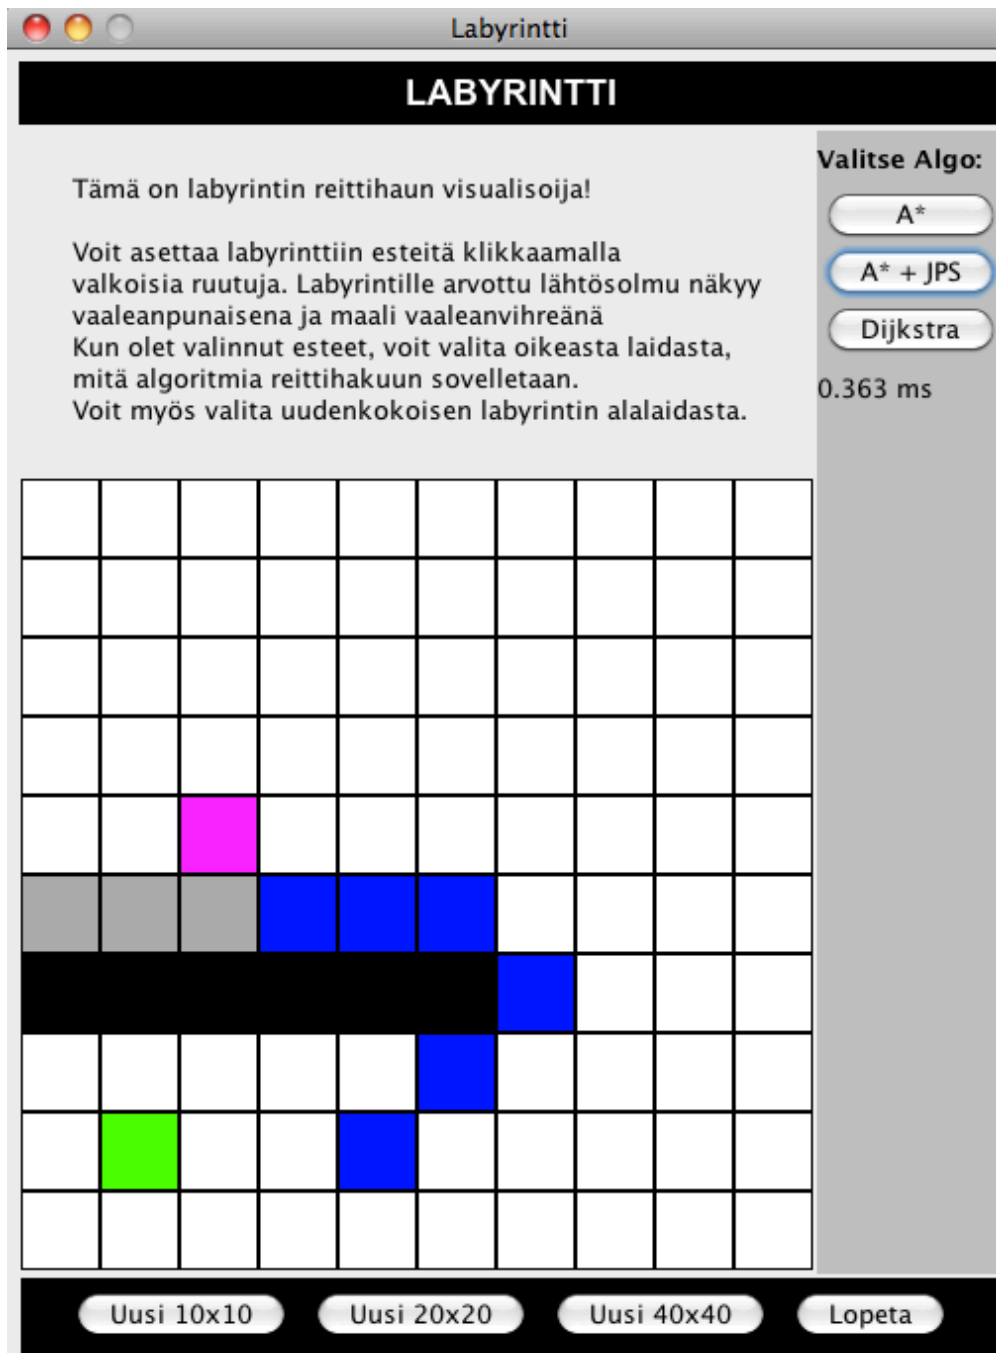 Labyrintti
LABYRINTTI
Tämä on labyrintin reittihaun visualisoija!
Voit asettaa labyrinttiin esteitä klikkaamalla
valkoisia ruutuja. Labyrintille arvottu lähtösolmu näkyy
vaaleanpunaisena ja maali vaaleanvihreänä
Kun olet valinnut esteet, voit valita oikeasta laidasta,
mitä algoritmia reittihakuun sovelletaan.
Voit myös valita uudenkokoisen labyrintin alalaidasta.
Valitse Algo:
A*
A* + JPS
Dijkstra
0.363 ms
Uusi 10x10
Uusi 20x20
Uusi 40x40
Lopeta